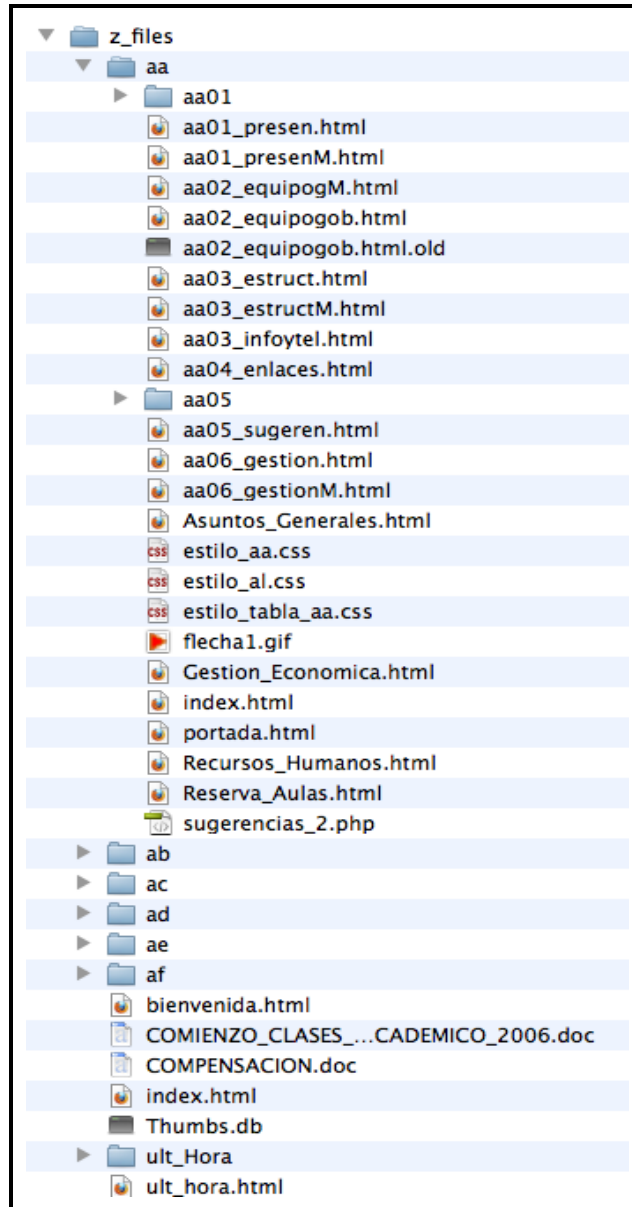 z_files
aa
aa01
aa01_presen.html
aa01_presenM.html
aa02_equipogM.html
aa02_equipogob.html
aa02_equipogob.html.old
aa03_estruct.html
aa03_estructM.html
aa03_infoytel.html
aa04_enlaces.html
aa05
aa05_sugeren.html
aa06_gestion.html
aa06_gestionM.html
Asuntos_Generales.html
estilo_aa.css
estilo_al.css
estilo_tabla_aa.css
flecha1.gif
Gestion_Economica.html
index.html
portada.html
Recursos_Humanos.html
Reserva_Aulas.html
sugerencias_2.php
ab
ac
ad
ae
af
bienvenida.html
COMIENZO_CLASES_...CADEMICO_2006.doc
COMPENSACION.doc
index.html
Thumbs.db
ult_Hora
ult_hora.html